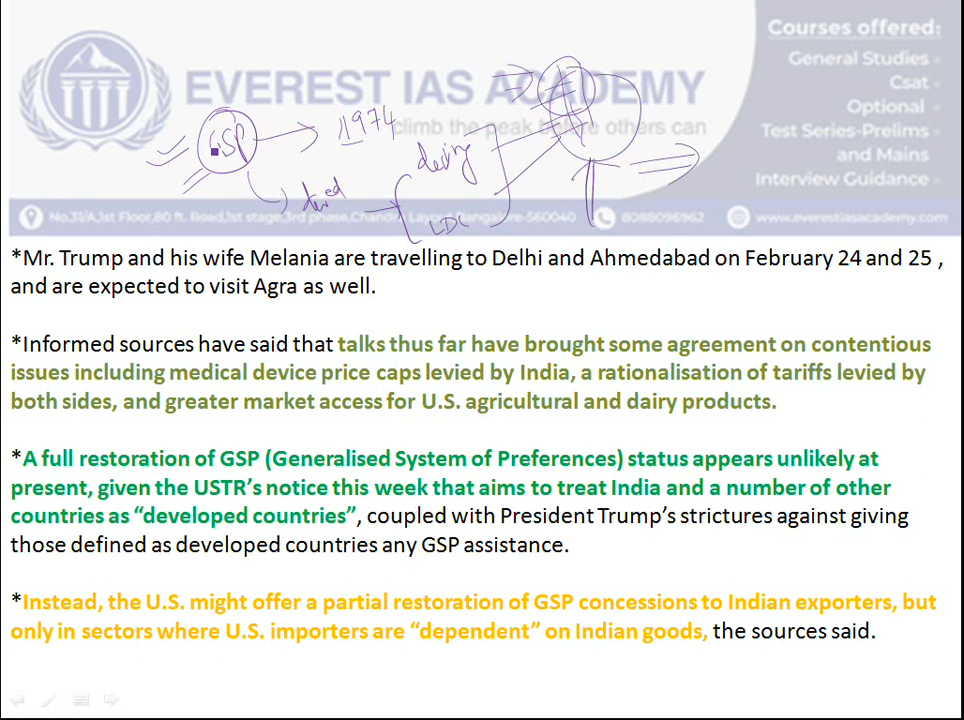 Courses offered:
EVEREST IAS ACADEMY
General Studies
Csat
Optional
climb the peak before others can
Test Series-Prelims
and Mains
Interview Guidance
GSP
1974
deving
LDC
8088096962
www.everestiasacademy.com
*Mr. Trump and his wife Melania are travelling to Delhi and Ahmedabad on February 24 and 25 ,
and are expected to visit Agra as well.
*Informed sources have said that talks thus far have brought some agreement on contentious
issues including medical device price caps levied by India, a rationalisation of tariffs levied by
both sides, and greater market access for U.S. agricultural and dairy products.
*A full restoration of GSP (Generalised System of Preferences) status appears unlikely at
present, given the USTR’s notice this week that aims to treat India and a number of other
countries as “developed countries”, coupled with President Trump’s strictures against giving
those defined as developed countries any GSP assistance.
*Instead, the U.S. might offer a partial restoration of GSP concessions to Indian exporters, but
only in sectors where U.S. importers are “dependent” on Indian goods, the sources said.